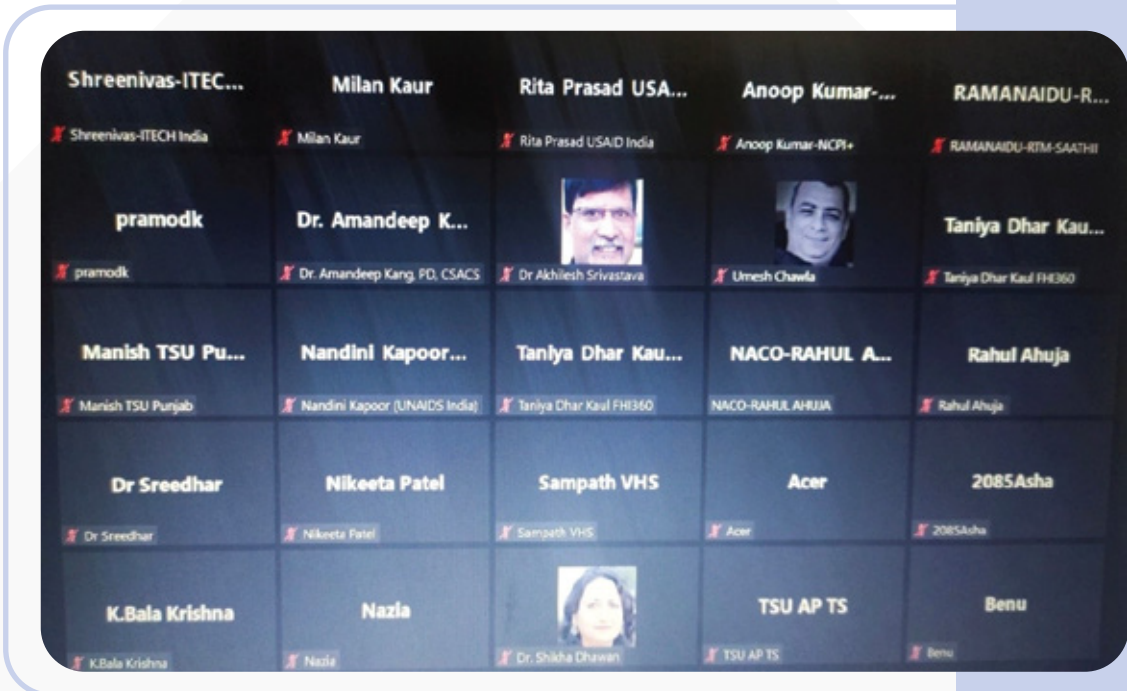 Shreenivas-ITEC... Milan Kaur Rita Prasad USA... Anoop Kumar-... RAMANAIDU-R...
Shreenivas-ITECH India Milan Kaur Rita Prasad USAID India Anoop Kumar-NCPI+ RAMANAIDU-RTM-SAATHII
pramodk Dr. Amandeep K... Taniya Dhar Kau...
pramodk Dr. Amandeep Kang, PD, CSACS Dr Akhilesh Srivastava Umesh Chawla Taniya Dhar Kaul FHI360
Manish TSU Pu... Nandini Kapoor... Taniya Dhar Kau... NACO-RAHUL A... Rahul Ahuja
Manish TSU Punjab Nandini Kapoor (UNAIDS India) Taniya Dhar Kaul FHI360 NACO-RAHUL AHUJA Rahul Ahuja
Dr Sreedhar Nikeeta Patel Sampath VHS Acer 2085Asha
Dr Sreedhar Nikeeta Patel Sampath VHS Acer 2085Asha
K.Bala Krishna Nazia TSU AP TS Benu
K.Bala Krishna Nazia Dr. Shikha Dhawan TSU AP TS Benu